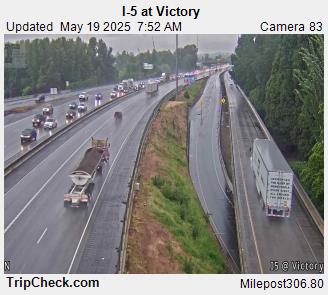 I-5 at Victory
Updated  May 19 2025  7:52 AM
Camera 83
N
I5 @ Victory
TripCheck.com
Milepost306.80